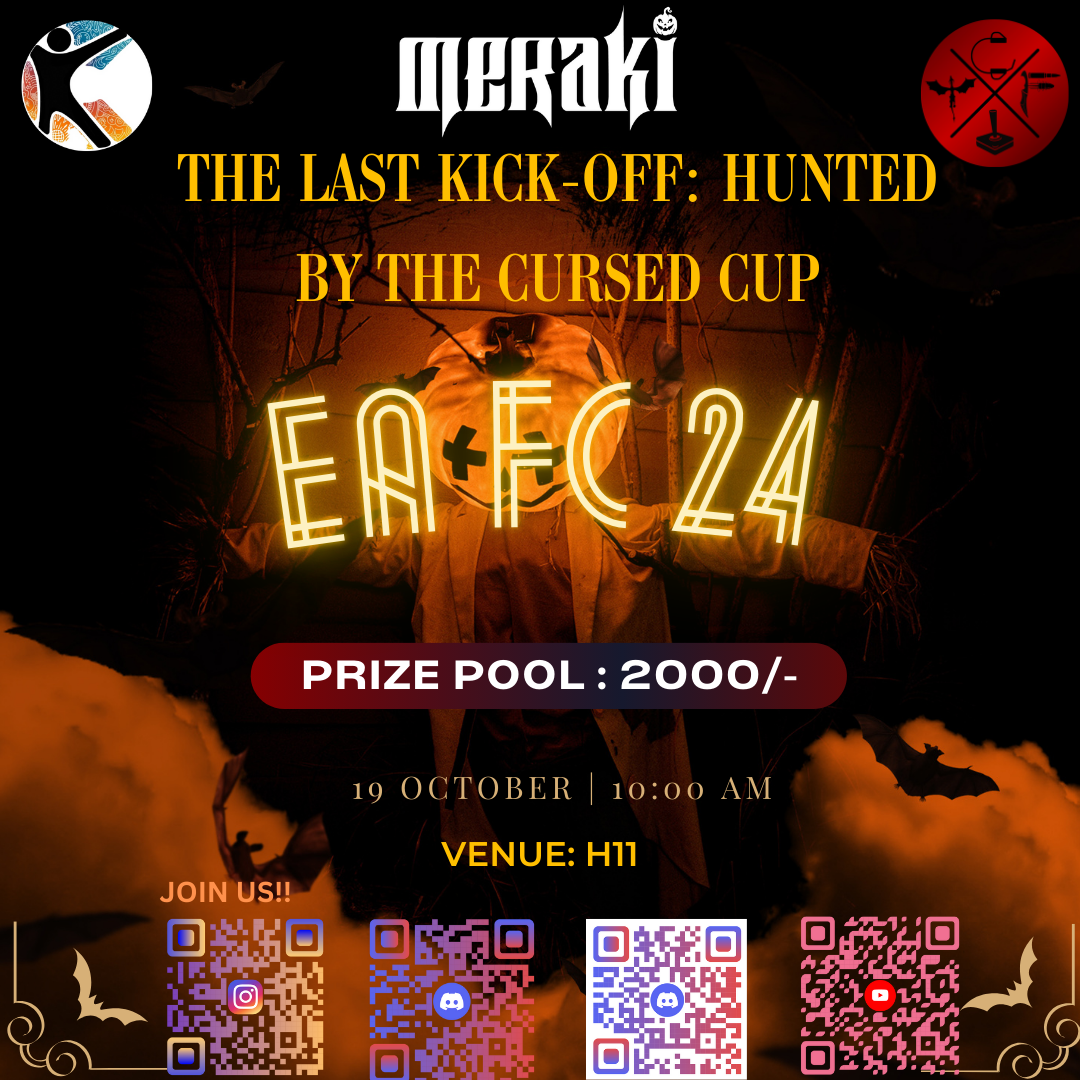 meraki
THE LAST KICK-OFF: HUNTED
BY THE CURSED CUP
EA FC 24
PRIZE POOL : 2000/-
19 OCTOBER | 10:00 AM
VENUE: H11
JOIN US!!